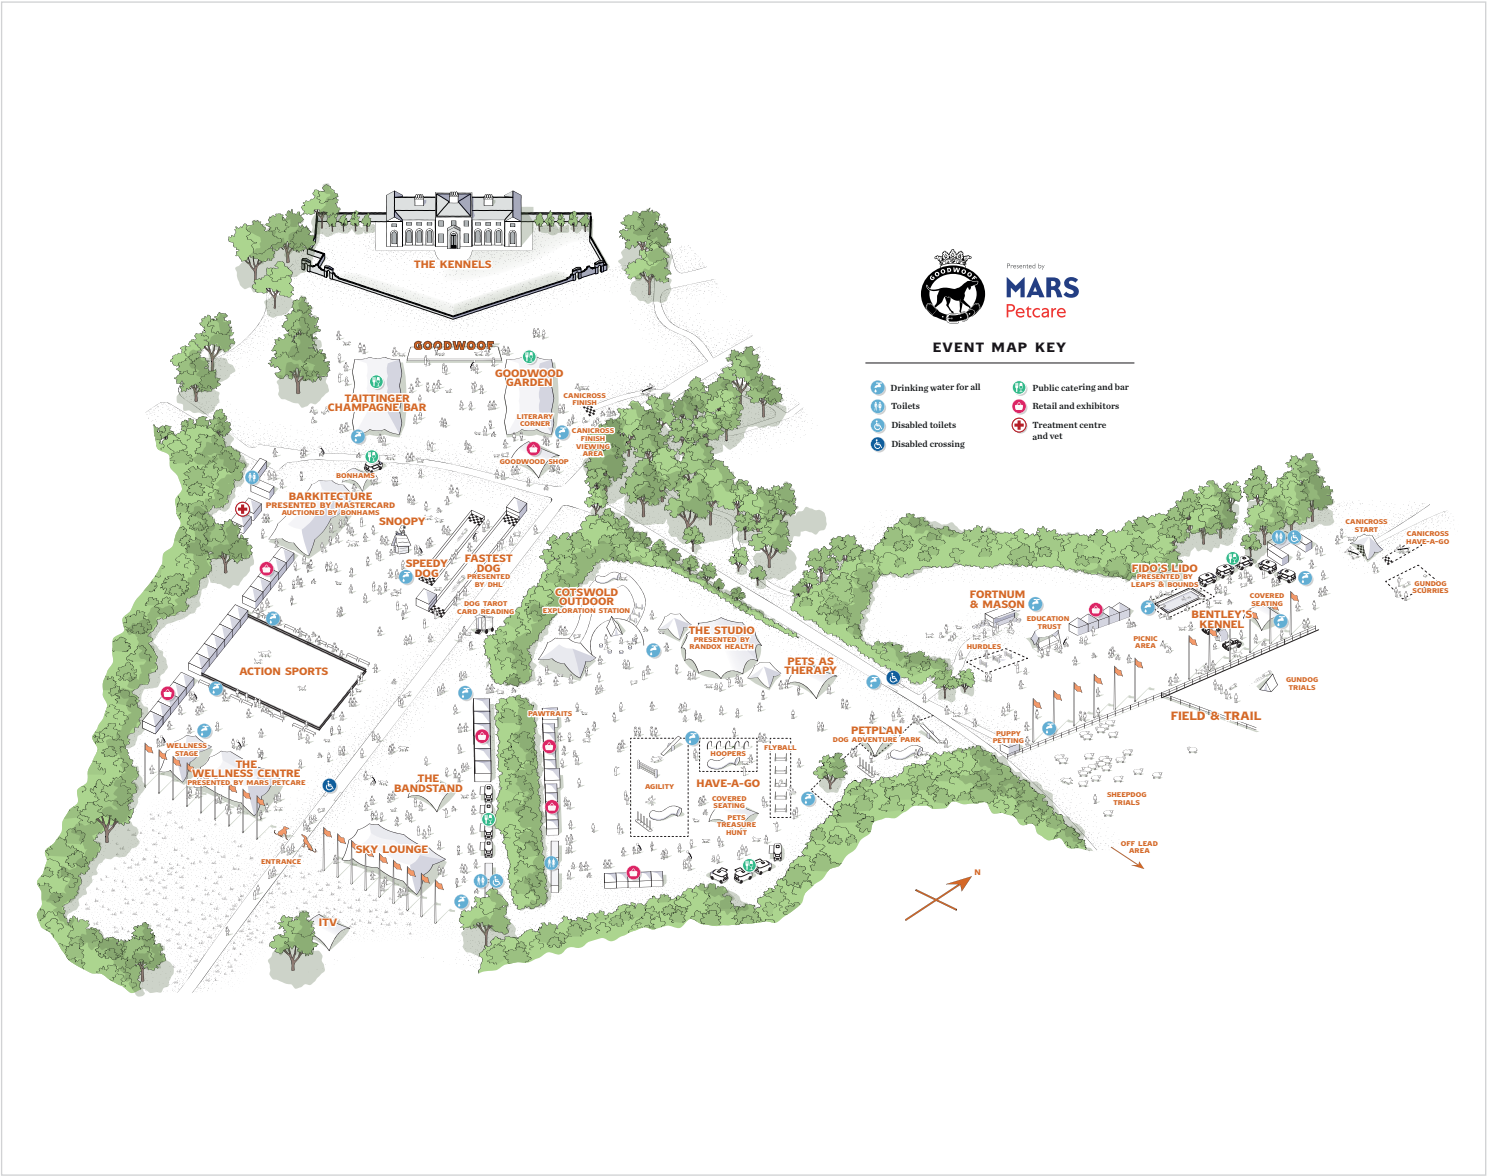 THE KENNELS
GOODWOOF
Presented by
MARS
Petcare
EVENT MAP KEY
Drinking water for all
Toilets
Disabled toilets
Disabled crossing
Public catering and bar
Retail and exhibitors
Treatment centre
and vet
GOODWOOF
GOODWOOD
GARDEN
TAITTINGER
CHAMPAGNE BAR
LITERARY
CORNER
CANICROSS
FINISH
CANICROSS
FINISH
VIEWING
AREA
GOODWOOD SHOP
BONHAMS
BARKITECTURE
PRESENTED BY MASTERCARD
AUCTIONED BY BONHAMS
SNOOPY
SPEEDY
DOG
FASTEST
DOG
PRESENTED
BY DHL
DOG TAROT
CARD READING
COTSWOLD
OUTDOOR
EXPLORATION STATION
THE STUDIO
PRESENTED BY
RANDOX HEALTH
PETS AS
THERAPY
ACTION SPORTS
PAWTRAITS
WELLNESS
STAGE
THE
WELLNESS CENTRE
PRESENTED BY MARS PETCARE
THE
BANDSTAND
SKY LOUNGE
ENTRANCE
ITV
AGILITY
HOOPERS
FLYBALL
HAVE-A-GO
COVERED
SEATING
PETS
TREASURE
HUNT
PETPLAN
DOG ADVENTURE PARK
PUPPY
PETTING
FORTNUM
& MASON
EDUCATION
TRUST
HURDLES
PICNIC
AREA
FIDO'S LIDO
PRESENTED BY
LEAPS & BOUNDS
BENTLEY'S
KENNEL
COVERED
SEATING
CANICROSS
START
CANICROSS
HAVE-A-GO
GUNDOG
SCURRIES
GUNDOG
TRIALS
FIELD & TRAIL
SHEEPDOG
TRIALS
OFF LEAD
AREA
N